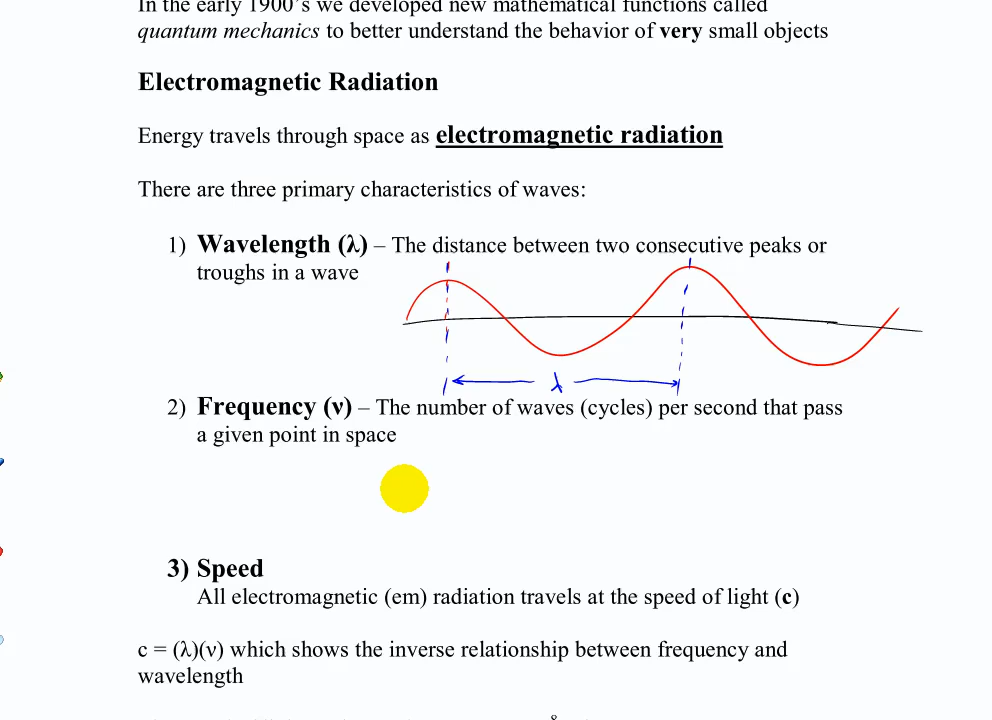 In the early 1900's we developed new mathematical functions called
quantum mechanics to better understand the behavior of very small objects
Electromagnetic Radiation
Energy travels through space as electromagnetic radiation
There are three primary characteristics of waves:
1) Wavelength (λ) – The distance between two consecutive peaks or
troughs in a wave
λ
2) Frequency (ν) – The number of waves (cycles) per second that pass
a given point in space
3) Speed
All electromagnetic (em) radiation travels at the speed of light (c)
c = (λ)(ν) which shows the inverse relationship between frequency and
wavelength